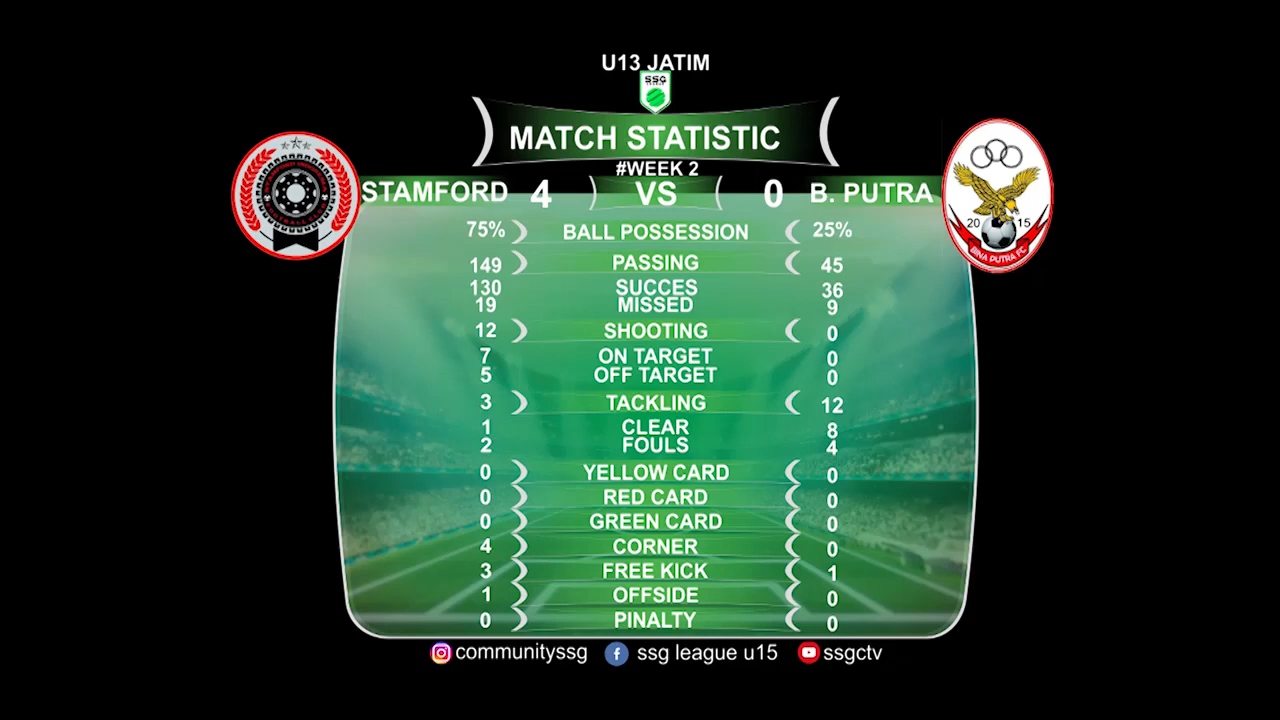 U13 JATIM
SSG
LEAGUE
MATCH STATISTIC
#WEEK 2
STAMFORD 4 VS 0 B. PUTRA
20 15
BINA PUTRA FC
75% BALL POSSESSION 25%
149 PASSING 45
130 SUCCES 36
19 MISSED 9
12 SHOOTING 0
7 ON TARGET 0
5 OFF TARGET 0
3 TACKLING 12
1 CLEAR 8
2 FOULS 4
0 YELLOW CARD 0
0 RED CARD 0
0 GREEN CARD 0
4 CORNER 0
3 FREE KICK 1
1 OFFSIDE 0
0 PINALTY 0
communityssg ssg league u15 ssgctv